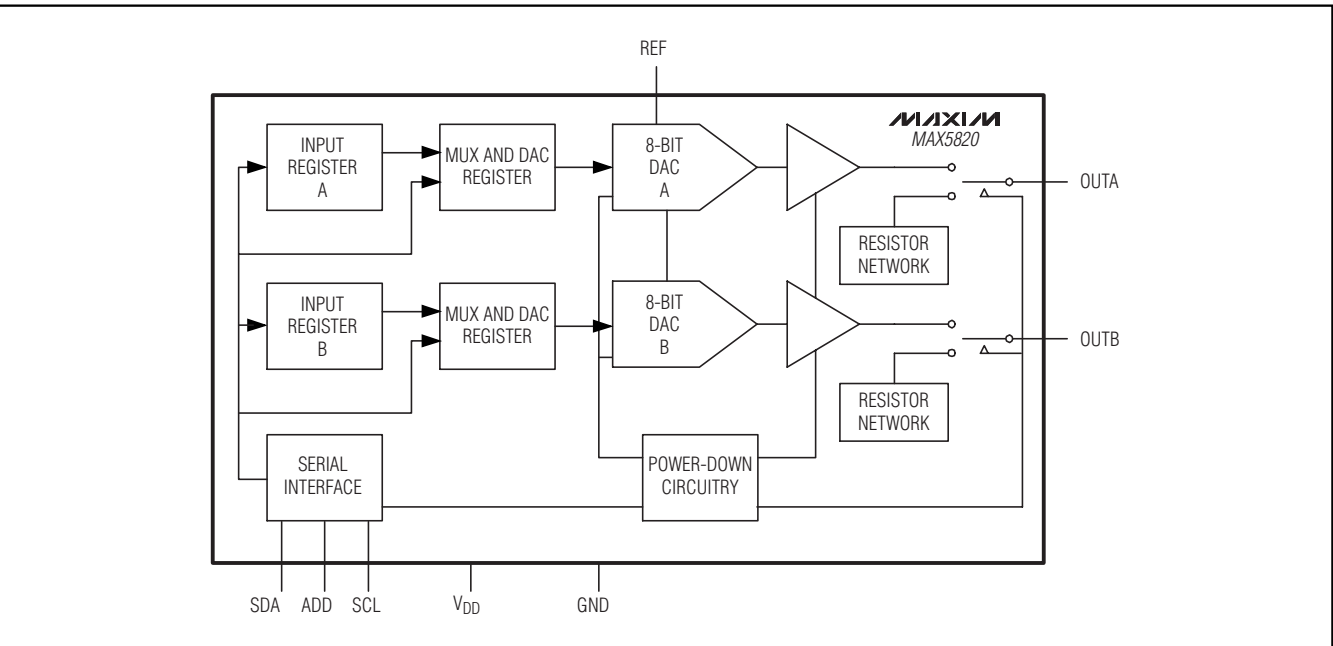 REF
MAXIM
MAX5820
INPUT
REGISTER
A
MUX AND DAC
REGISTER
8-BIT
DAC
A
OUTA
RESISTOR
NETWORK
INPUT
REGISTER
B
MUX AND DAC
REGISTER
8-BIT
DAC
B
OUTB
RESISTOR
NETWORK
SERIAL
INTERFACE
POWER-DOWN
CIRCUITRY
SDA
ADD
SCL
VDD
GND